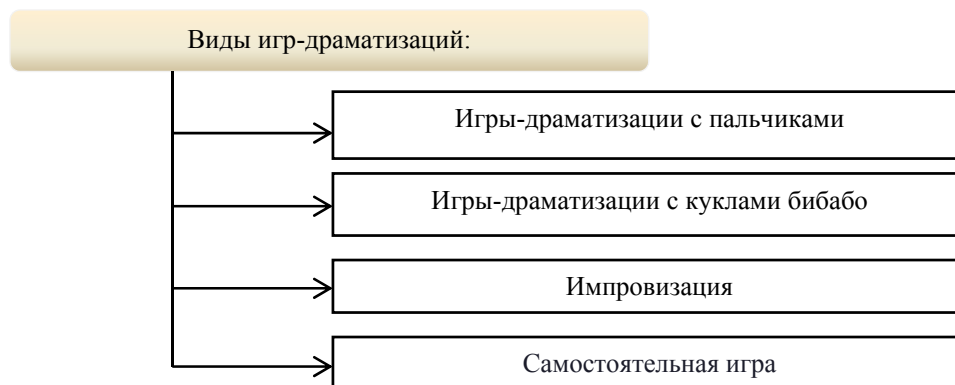 Виды игр-драматизаций:
Игры-драматизации с пальчиками
Игры-драматизации с куклами бибабо
Импровизация
Самостоятельная игра